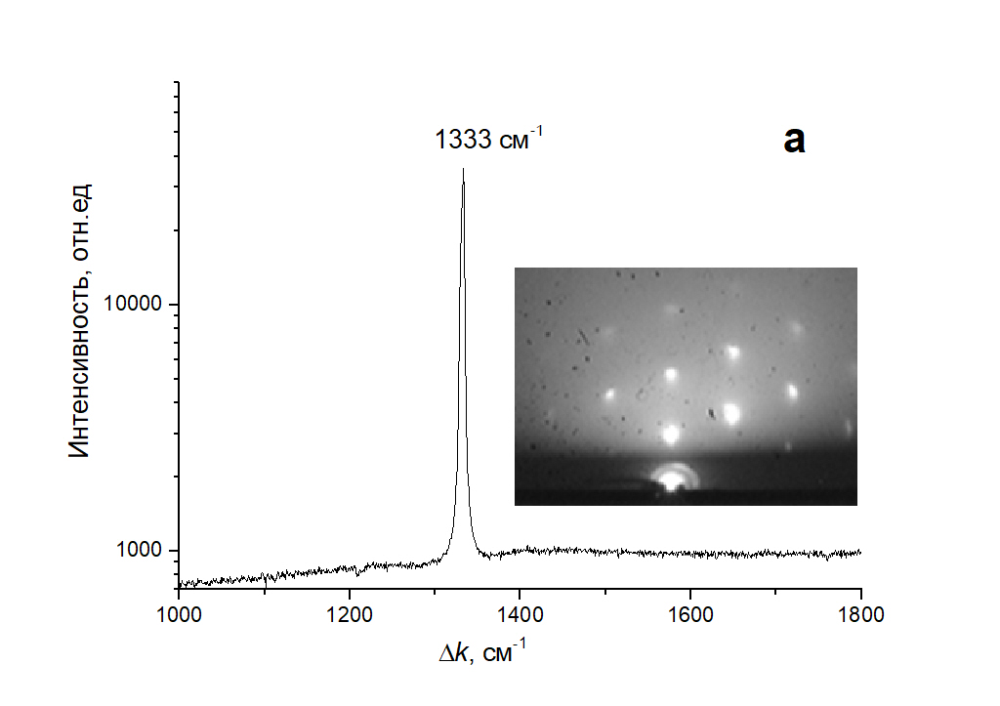 1333 см-1
a
Интенсивность, отн.ед
10000
1000
1000 1200 1400 1600 1800
Δk, см-1